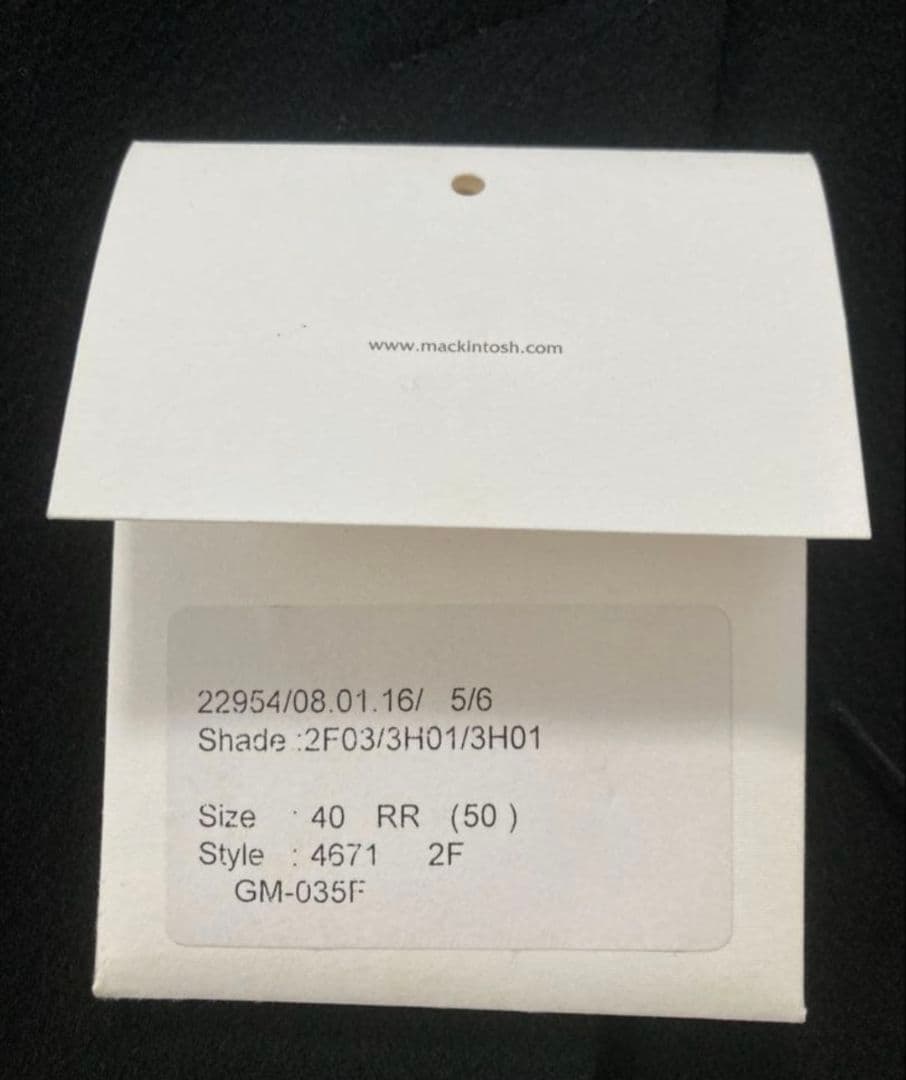 www.mackintosh.com
22954/08.01.16/ 5/6
Shade :2F03/3H01/3H01
Size : 40 RR (50 )
Style : 4671 2F
GM-035F